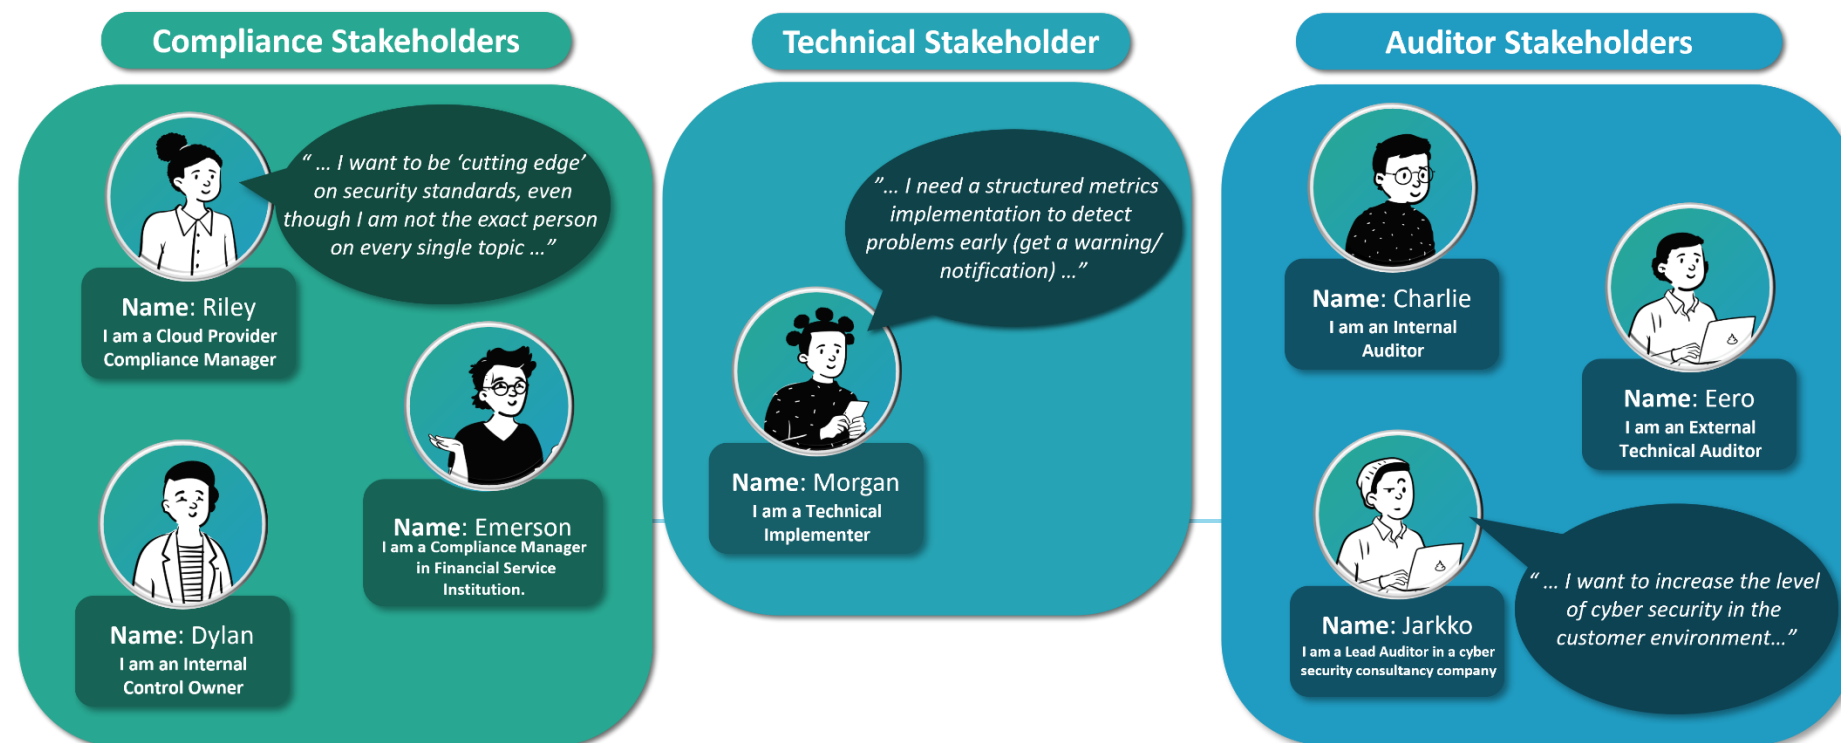 Compliance Stakeholders
“ ... I want to be ‘cutting edge’
on security standards, even
though I am not the exact person
on every single topic ...”
Name: Riley
I am a Cloud Provider
Compliance Manager
Name: Emerson
I am a Compliance Manager
in Financial Service
Institution.
Name: Dylan
I am an Internal
Control Owner
Technical Stakeholder
”... I need a structured metrics
implementation to detect
problems early (get a warning/
notification) ...”
Name: Morgan
I am a Technical
Implementer
Auditor Stakeholders
Name: Charlie
I am an Internal
Auditor
Name: Eero
I am an External
Technical Auditor
Name: Jarkko
I am a Lead Auditor in a cyber
security consultancy company
“ ... I want to increase the level
of cyber security in the
customer environment...”